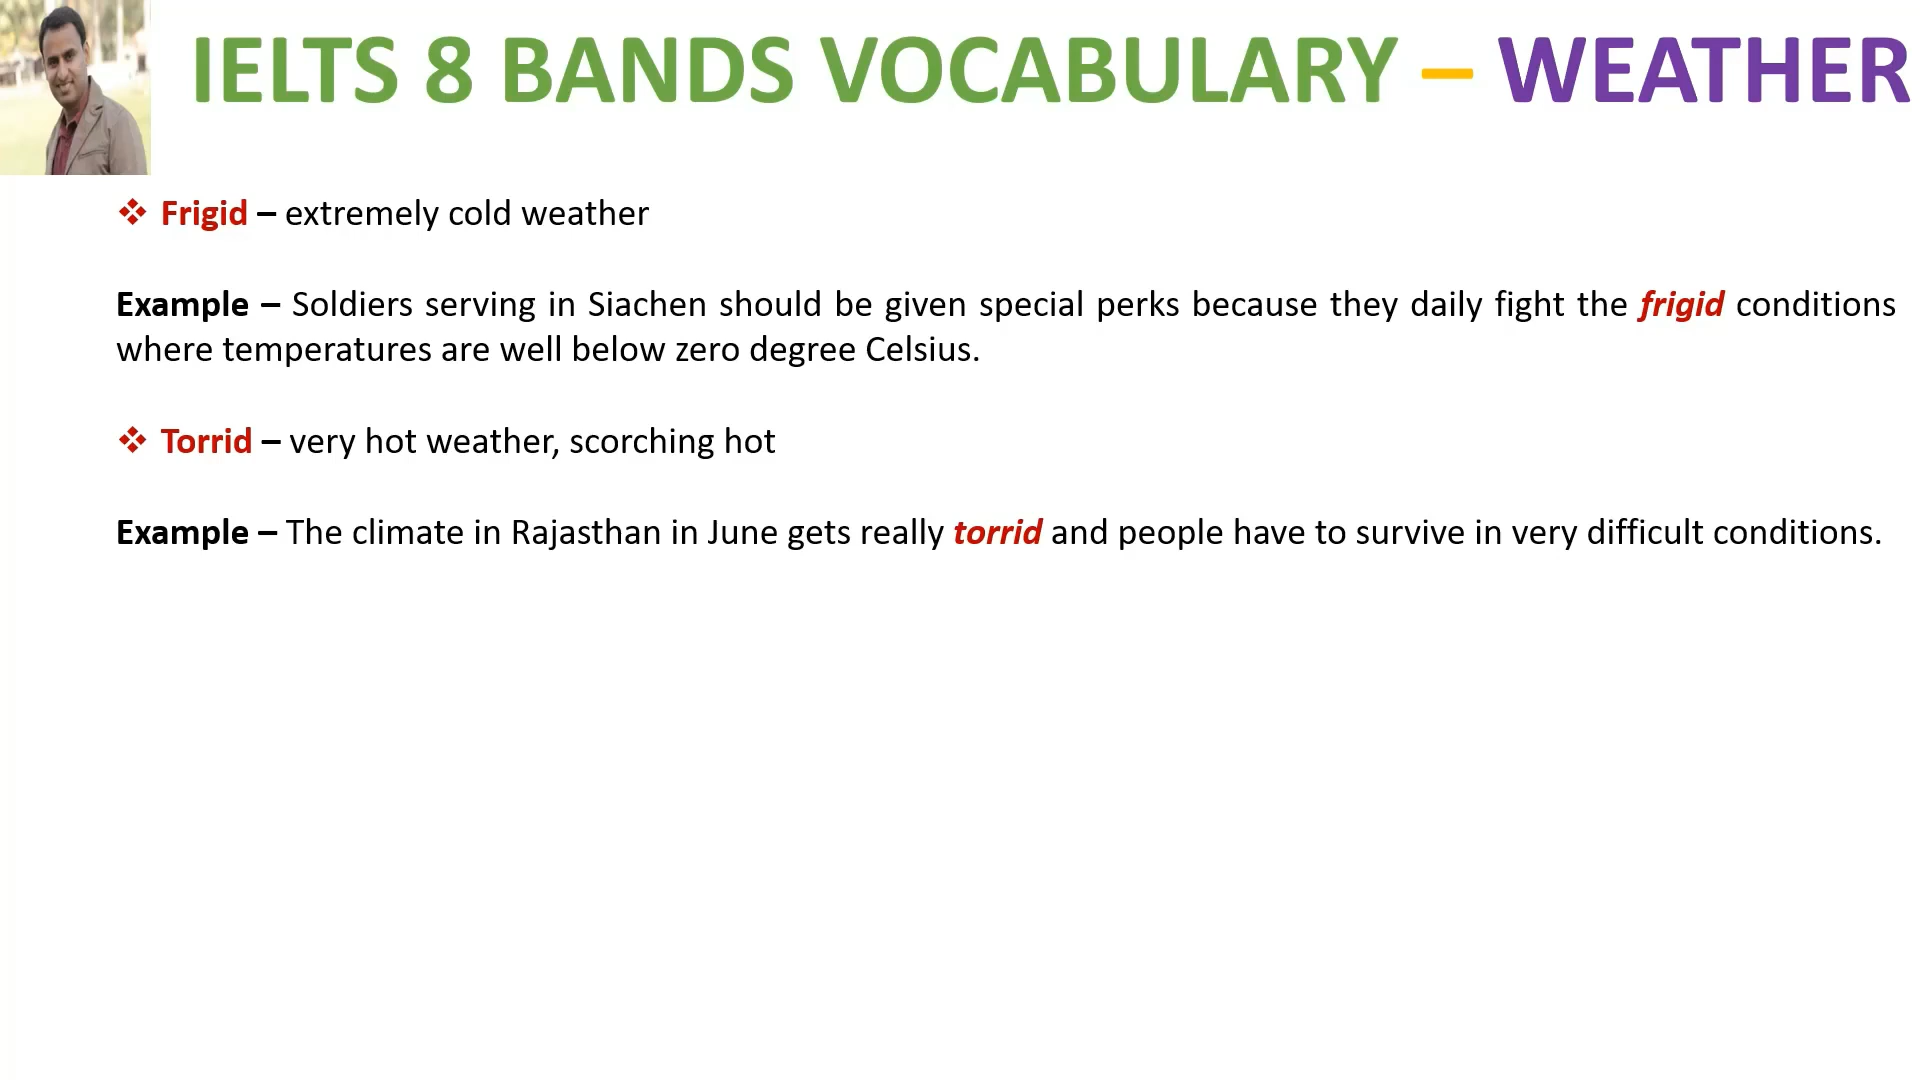 IELTS 8 BANDS VOCABULARY – WEATHER
❖ Frigid – extremely cold weather
Example – Soldiers serving in Siachen should be given special perks because they daily fight the frigid conditions
where temperatures are well below zero degree Celsius.
❖ Torrid – very hot weather, scorching hot
Example – The climate in Rajasthan in June gets really torrid and people have to survive in very difficult conditions.